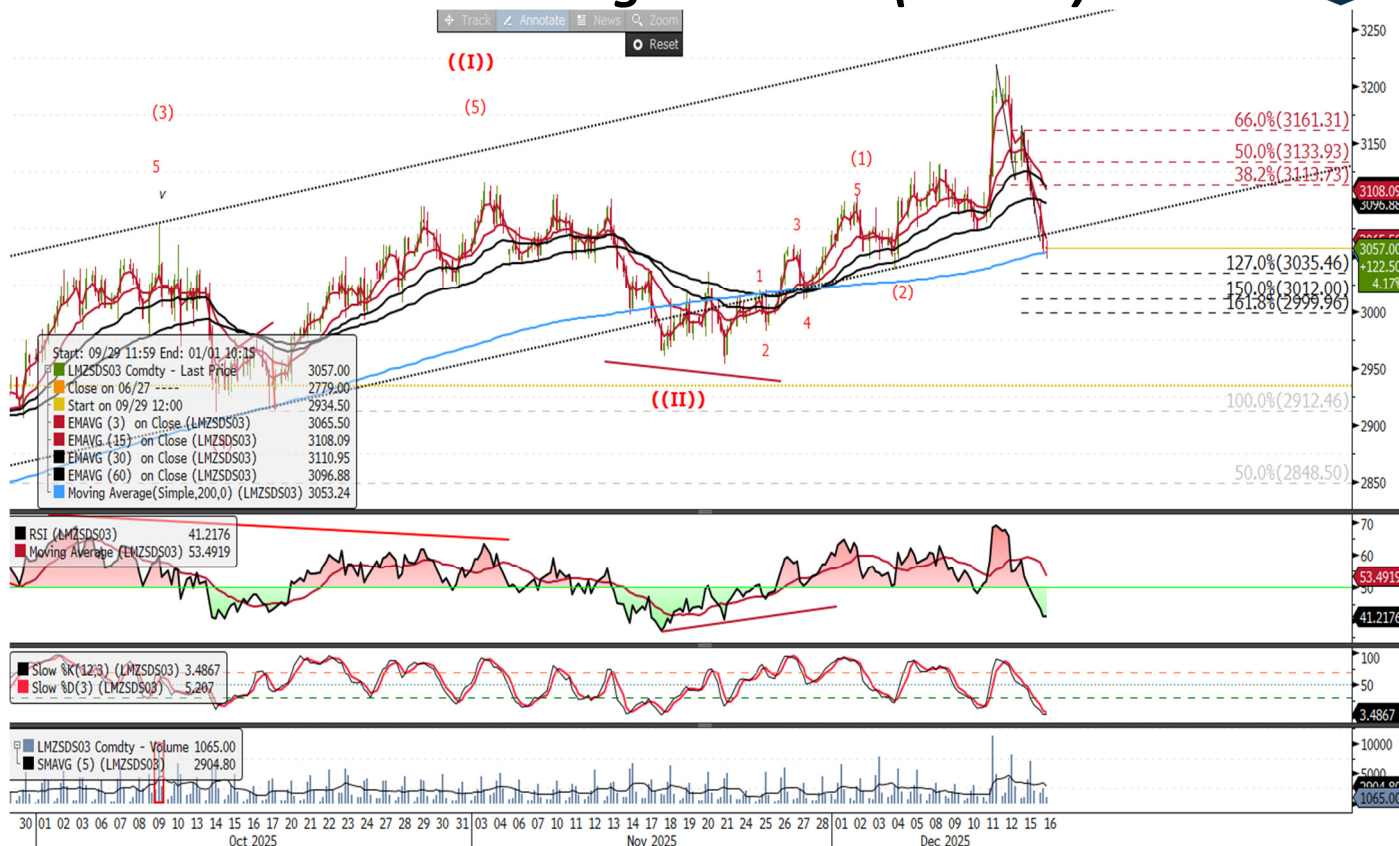 Track Annotate News Zoom
Reset
((I))
(3)
(5)
5
v
(1)
5
3
1
4
2
(2)
((II))
3250
3200
3150
3100
3050
3000
2950
2900
2850
66.0%(3161.31)
50.0%(3133.93)
38.2%(3113.73)
127.0%(3035.46)
150.0%(3012.00)
161.8%(2999.96)
100.0%(2912.46)
50.0%(2848.50)
3108.09
3096.88
3057.00
+122.50
4.17%
Start: 09/29 11:59 End: 01/01 10:15
LMZSDS03 Comdty - Last Price 3057.00
Close on 06/27 ---- 2779.00
Start on 09/29 12:00 2934.50
EMAVG (3) on Close (LMZSDS03) 3065.50
EMAVG (15) on Close (LMZSDS03) 3108.09
EMAVG (30) on Close (LMZSDS03) 3110.95
EMAVG (60) on Close (LMZSDS03) 3096.88
Moving Average(Simple,200,0) (LMZSDS03) 3053.24
RSI (LMZSDS03) 41.2176
Moving Average (LMZSDS03) 53.4919
70
60
53.4919
50
41.2176
Slow %K(12,3) (LMZSDS03) 3.4867
Slow %D(3) (LMZSDS03) 5.207
100
50
3.4867
LMZSDS03 Comdty - Volume 1065.00
SMAVG (5) (LMZSDS03) 2904.80
10000
5000
2904.80
1065.00
30 01 02 03 06 07 08 09 10 13 14 15 16 17 20 21 22 23 24 27 28 29 30 31 03 04 06 07 10 11 12 13 14 17 18 19 20 21 24 25 26 27 28 01 02 03 04 05 08 09 10 11 12 15 16
Oct 2025 Nov 2025 Dec 2025